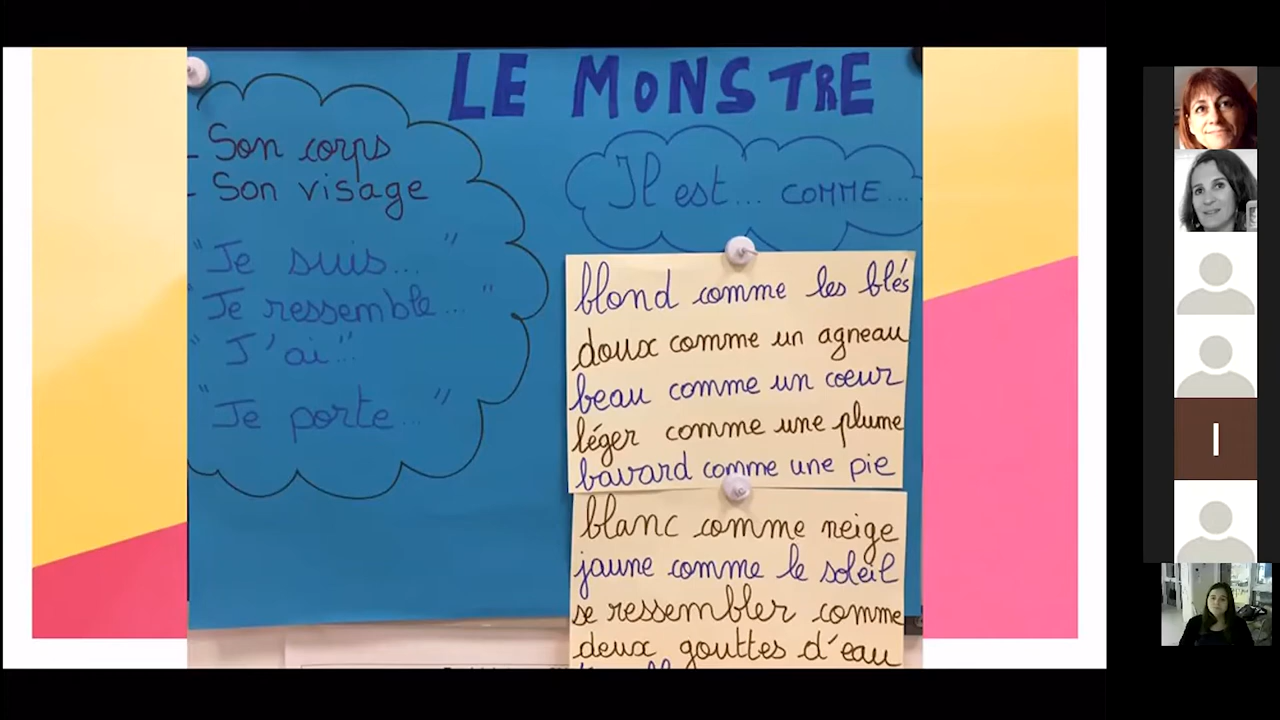 LE MONSTRE
- Son corps
- Son visage
"Je suis... "
"Je ressemble... "
"J'ai... "
"Je porte... "
Il est... COMME...
blond comme les blés
doux comme un agneau
beau comme un cœur
léger comme une plume
bavard comme une pie
blanc comme neige
jaune comme le soleil
se ressembler comme
deux gouttes d'eau
I